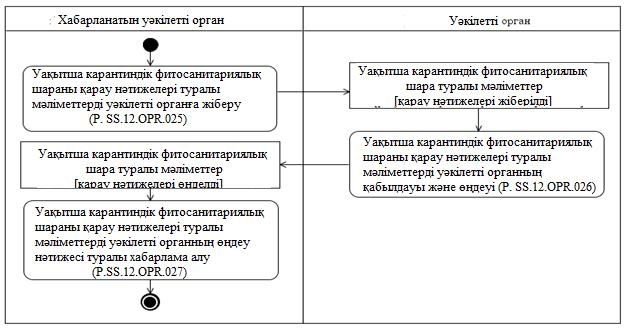 : Хабарланатын уәкілетті орган
Уәкілетті орган
Уақытша карантиндік фитосанитариялық
шараны қарау нәтижелері туралы
мәліметтерді уәкілетті органға жіберу
(P. SS.12.OPR.025)
Уақытша карантиндік фитосанитариялық
шара туралы мәліметтер
[қарау нәтижелері жіберілді]
Уақытша карантиндік фитосанитариялық
шараны қарау нәтижелері туралы
мәліметтерді уәкілетті органның
қабылдауы және өңдеуі (P. SS.12.OPR.026)
Уақытша карантиндік фитосанитариялық
шара туралы мәліметтер
[қарау нәтижелері өңделді]
Уақытша карантиндік фитосанитариялық
шараны қарау нәтижелері туралы
мәліметтерді уәкілетті органның өңдеу
нәтижесі туралы хабарлама алу
(P.SS.12.OPR.027)